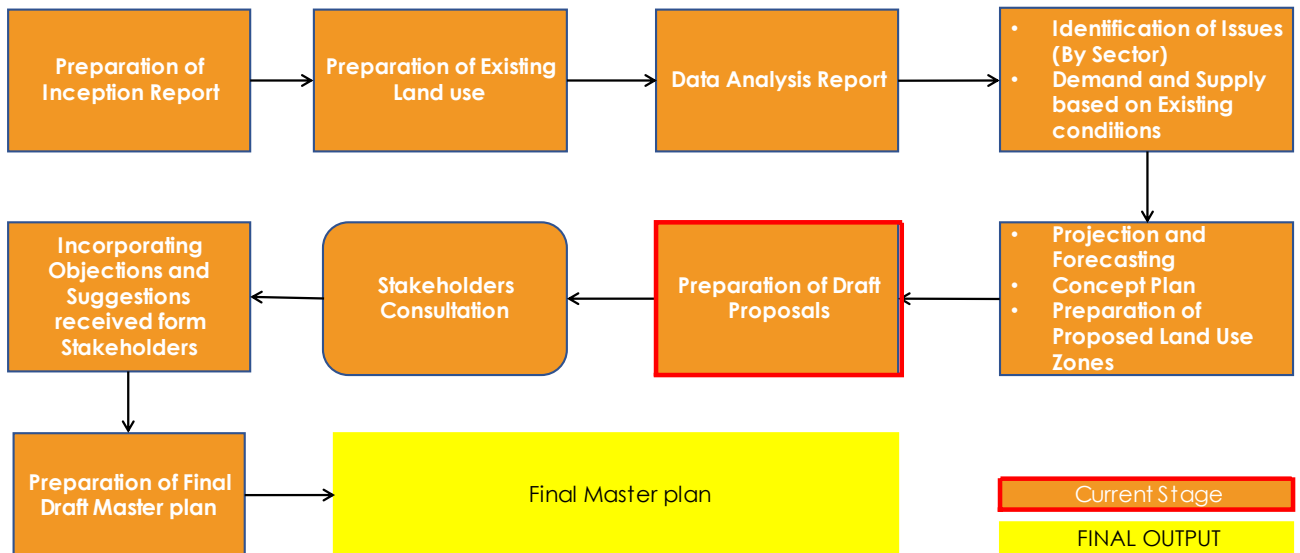 Preparation of
Inception Report
Preparation of Existing
Land use
Data Analysis Report
• Identification of Issues
(By Sector)
• Demand and Supply
based on Existing
conditions
• Projection and
Forecasting
• Concept Plan
• Preparation of
Proposed Land Use
Zones
Preparation of Draft
Proposals
Stakeholders
Consultation
Incorporating
Objections and
Suggestions
received form
Stakeholders
Preparation of Final
Draft Master plan
Final Master plan
Current Stage
FINAL OUTPUT